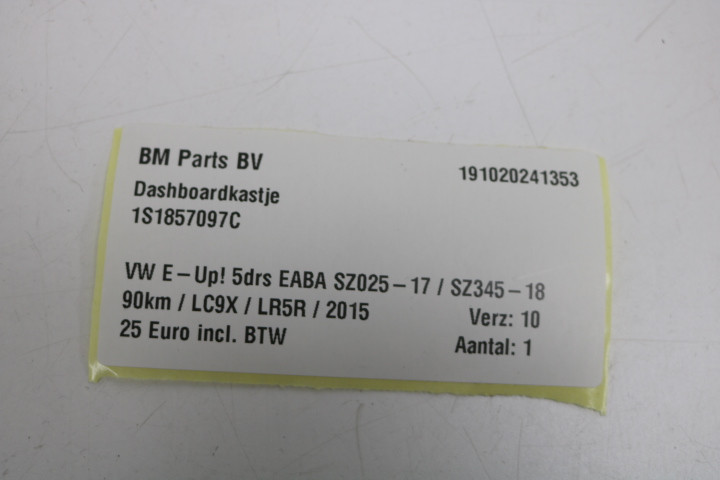 BM Parts BV 191020241353
Dashboardkastje
1S1857097C
VW E-Up! 5drs EABA SZ025-17 / SZ345-18
90km / LC9X / LR5R / 2015 Verz: 10
25 Euro incl. BTW Aantal: 1